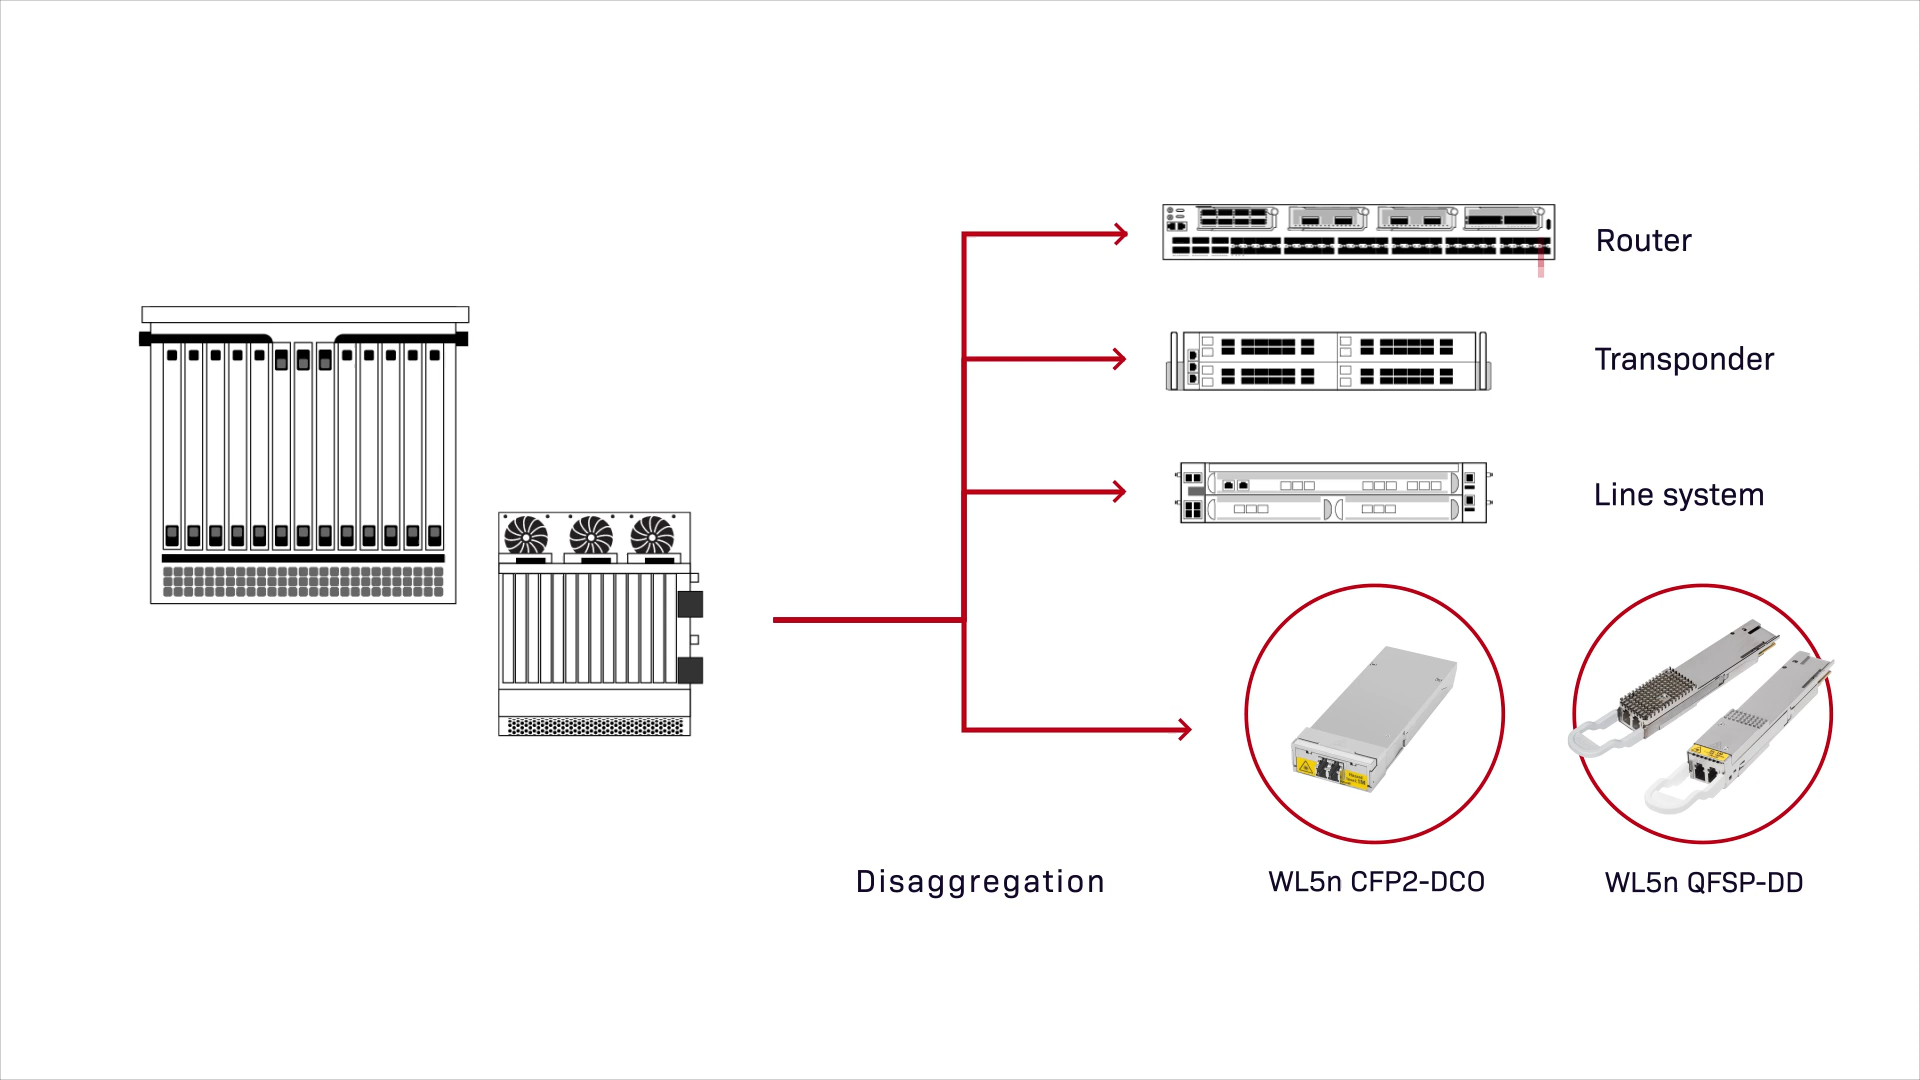 Router
Transponder
Line system
Disaggregation
WL5n CFP2-DCO
WL5n QFSP-DD